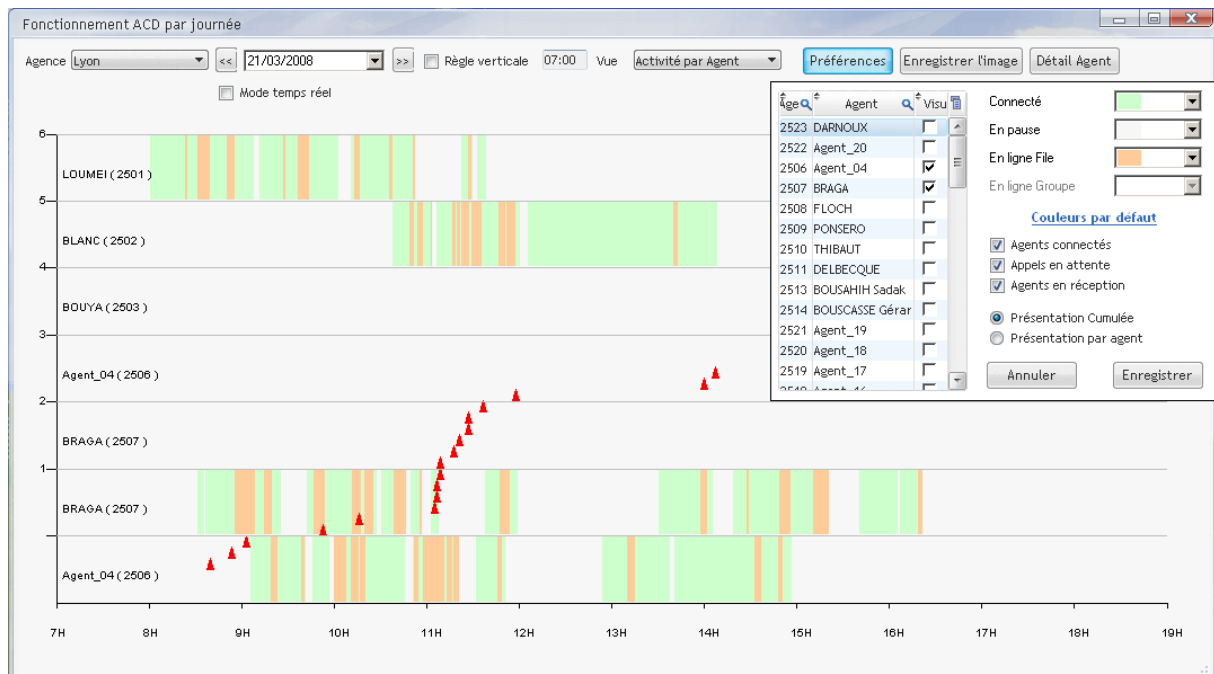 Fonctionnement ACD par journée
Agence Lyon << 21/03/2008 >> Règle verticale 07:00 Vue Activité par Agent Préférences Enregistrer l'image Détail Agent
Mode temps réel
Agent Visu
2523 DARNOUX
2522 Agent_20
2506 Agent_04
2507 BRAGA
2508 FLOCH
2509 PONSERO
2510 THIBAUT
2511 DELBECQUE
2513 BOUSAHIH Sadak
2514 BOUSCASSE Gérar
2521 Agent_19
2520 Agent_18
2519 Agent_17
Connecté
En pause
En ligne File
En ligne Groupe
Couleurs par défaut
Agents connectés
Appels en attente
Agents en réception
Présentation Cumulée
Présentation par agent
Annuler Enregistrer
6
LOUMEI ( 2501 )
5
BLANC ( 2502 )
4
BOUYA ( 2503 )
3
Agent_04 ( 2506 )
2
BRAGA ( 2507 )
1
BRAGA ( 2507 )
Agent_04 ( 2506 )
7H 8H 9H 10H 11H 12H 13H 14H 15H 16H 17H 18H 19H